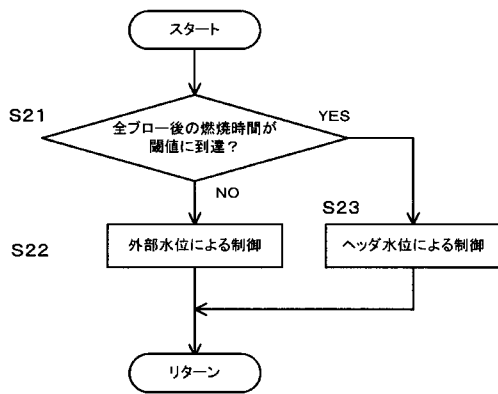 スタート
S21
全ブロー後の燃焼時間が
閾値に到達？
YES
NO
S23
S22
外部水位による制御
ヘッダ水位による制御
リターン